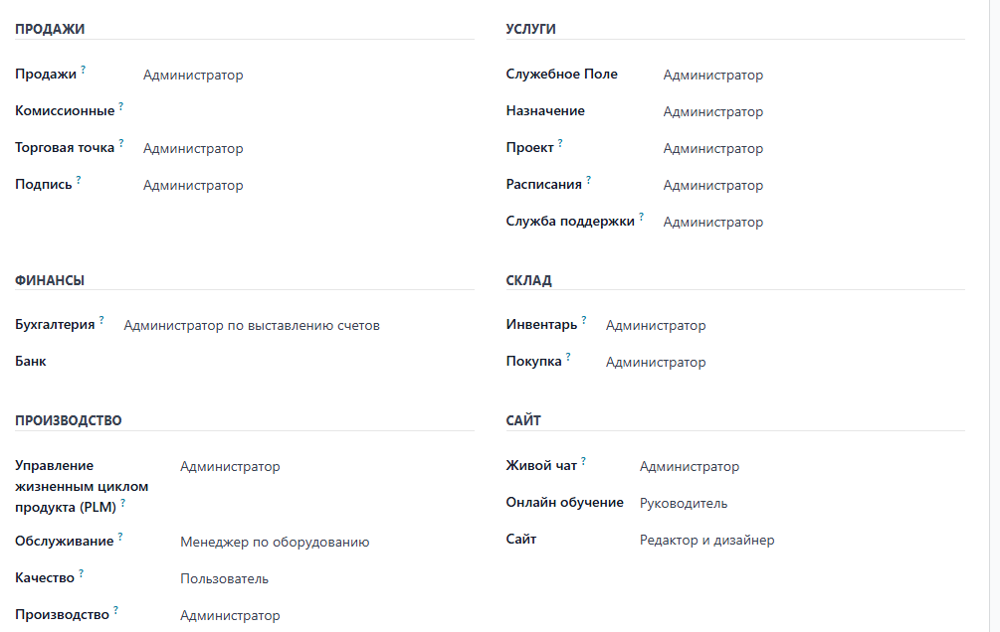 ПРОДАЖИ
Продажи ? Администратор
Комиссионные ?
Торговая точка ? Администратор
Подпись ? Администратор
УСЛУГИ
Служебное Поле Администратор
Назначение Администратор
Проект ? Администратор
Расписания ? Администратор
Служба поддержки ? Администратор
ФИНАНСЫ
Бухгалтерия ? Администратор по выставлению счетов
Банк
СКЛАД
Инвентарь ? Администратор
Покупка ? Администратор
ПРОИЗВОДСТВО
Управление Администратор
жизненным циклом
продукта (PLM) ?
Обслуживание ? Менеджер по оборудованию
Качество ? Пользователь
Производство ? Администратор
САЙТ
Живой чат ? Администратор
Онлайн обучение Руководитель
Сайт Редактор и дизайнер